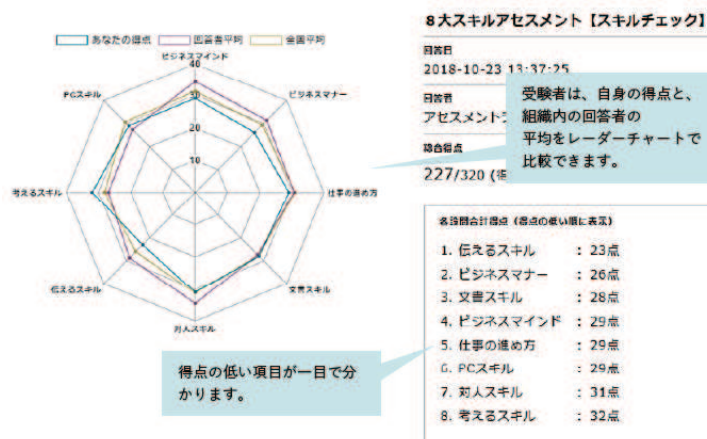 あなたの得点 回答者平均 全国平均
ビジネスマインド
ビジネスマナー
仕事の進め方
文書スキル
対人スキル
伝えるスキル
考えるスキル
PCスキル
40
30
20
10
8大スキルアセスメント【スキルチェック】
回答日
2018-10-23 13:37:25
回答者
アセスメント
総合得点
227/320
受験者は、自身の得点と、
組織内の回答者の
平均をレーダーチャートで
比較できます。
各設問合計得点（得点の低い順に表示）
1. 伝えるスキル : 23点
2. ビジネスマナー : 26点
3. 文書スキル : 28点
4. ビジネスマインド : 29点
5. 仕事の進め方 : 29点
6. PCスキル : 29点
7. 対人スキル : 31点
8. 考えるスキル : 32点
得点の低い項目が一目で分
かります。